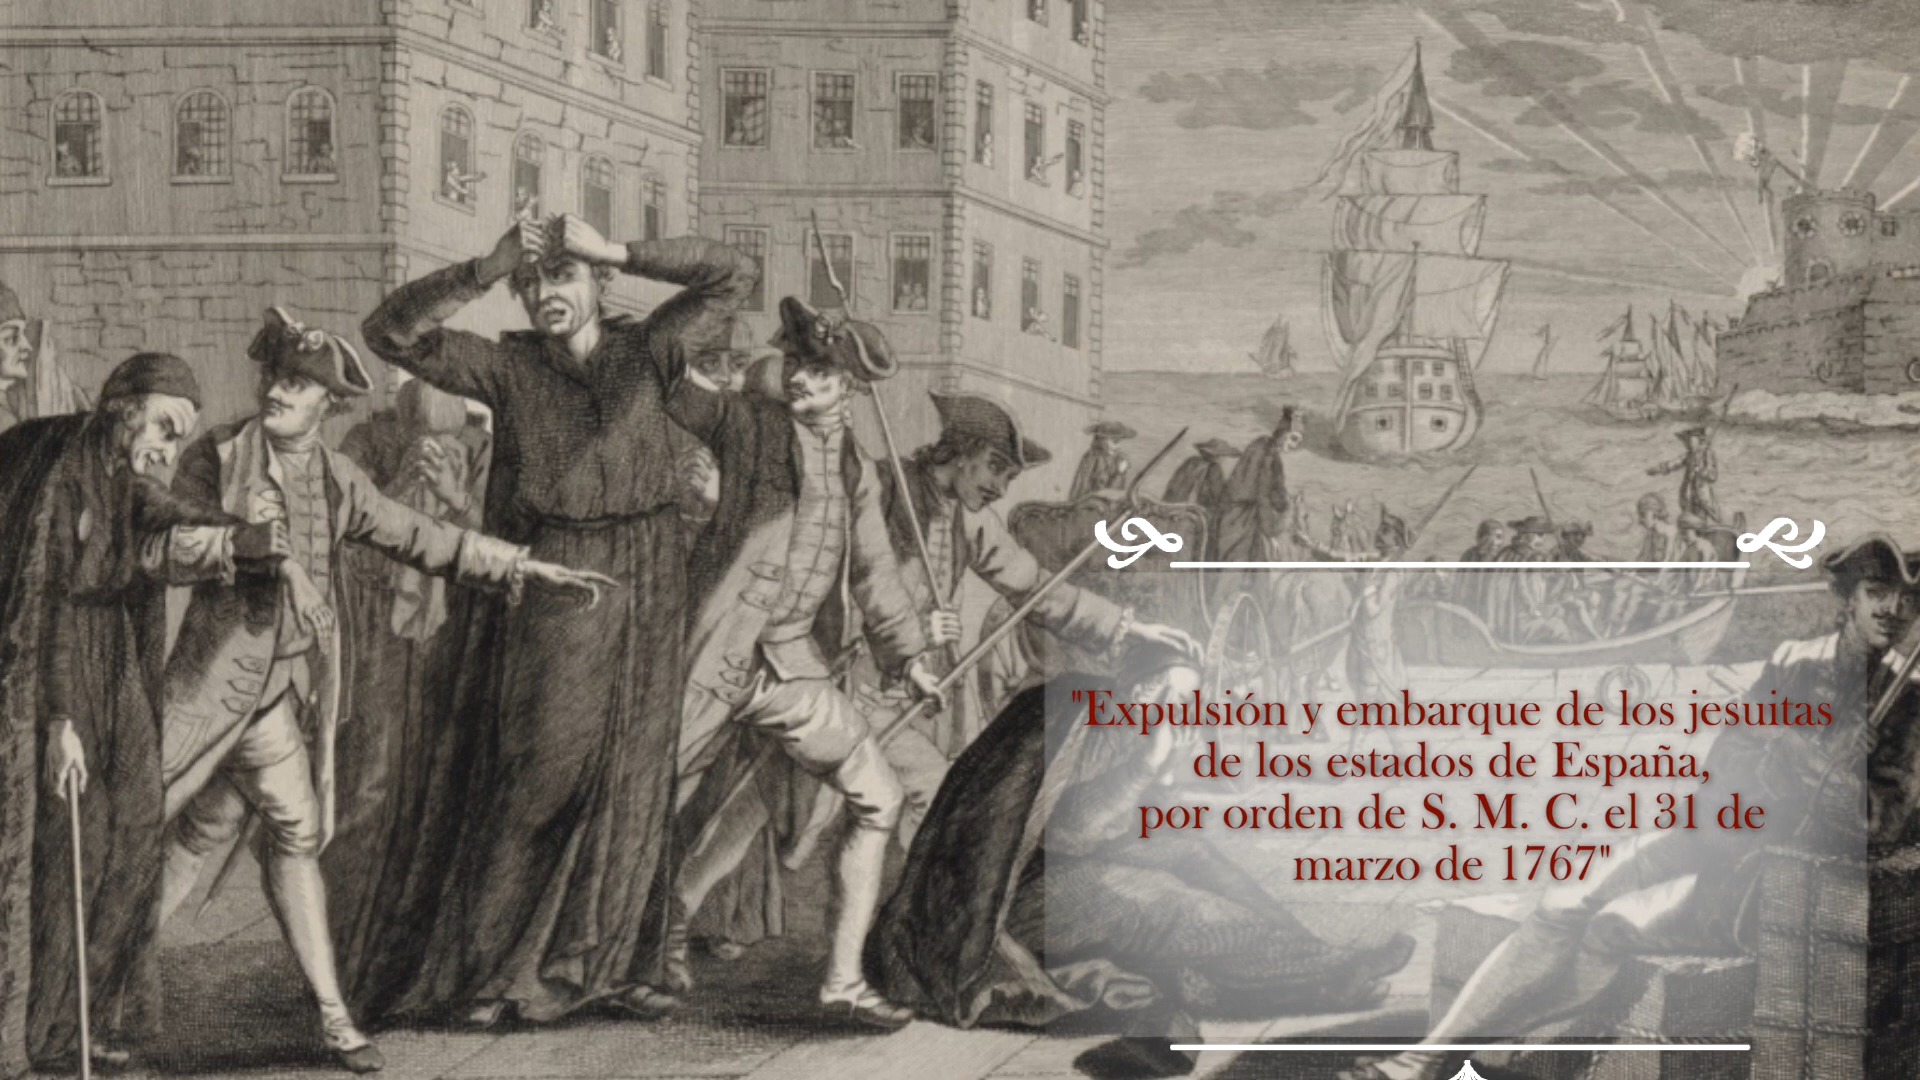 "Expulsión y embarque de los jesuitas
de los estados de España,
por orden de S. M. C. el 31 de
marzo de 1767"